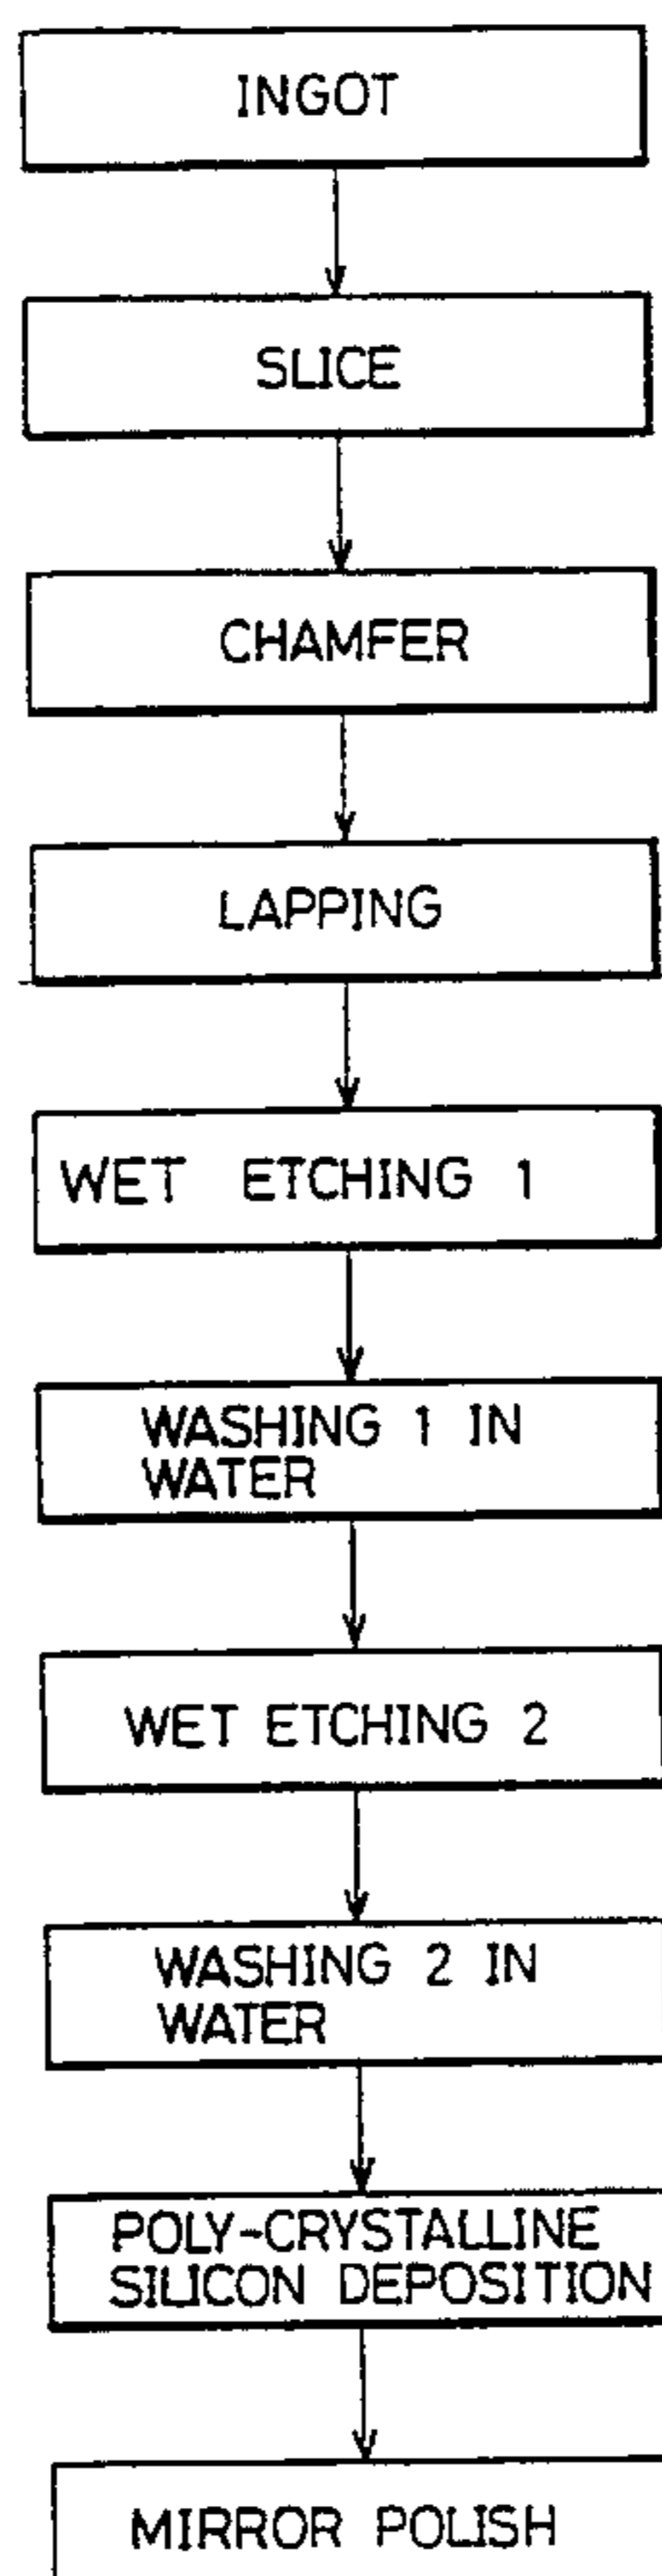 INGOT
SLICE
CHAMFER
LAPPING
WET ETCHING 1
WASHING 1 IN
WATER
WET ETCHING 2
WASHING 2 IN
WATER
POLY-CRYSTALLINE
SILICON DEPOSITION
MIRROR POLISH